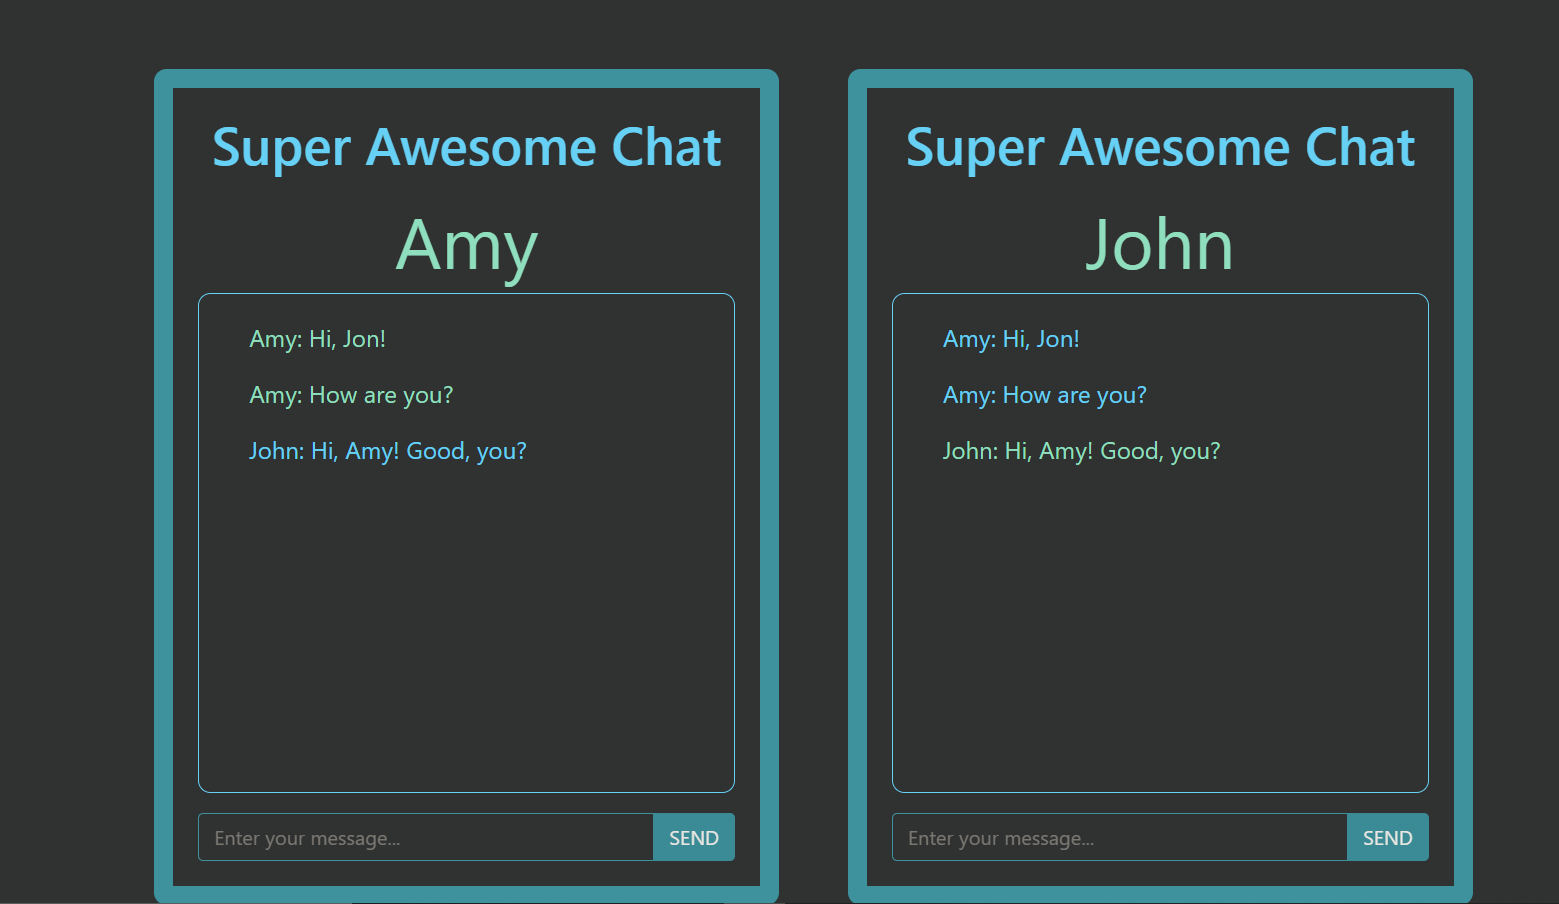 Super Awesome Chat
Amy
Amy: Hi, Jon!
Amy: How are you?
John: Hi, Amy! Good, you?
Enter your message...
SEND
Super Awesome Chat
John
Amy: Hi, Jon!
Amy: How are you?
John: Hi, Amy! Good, you?
Enter your message...
SEND